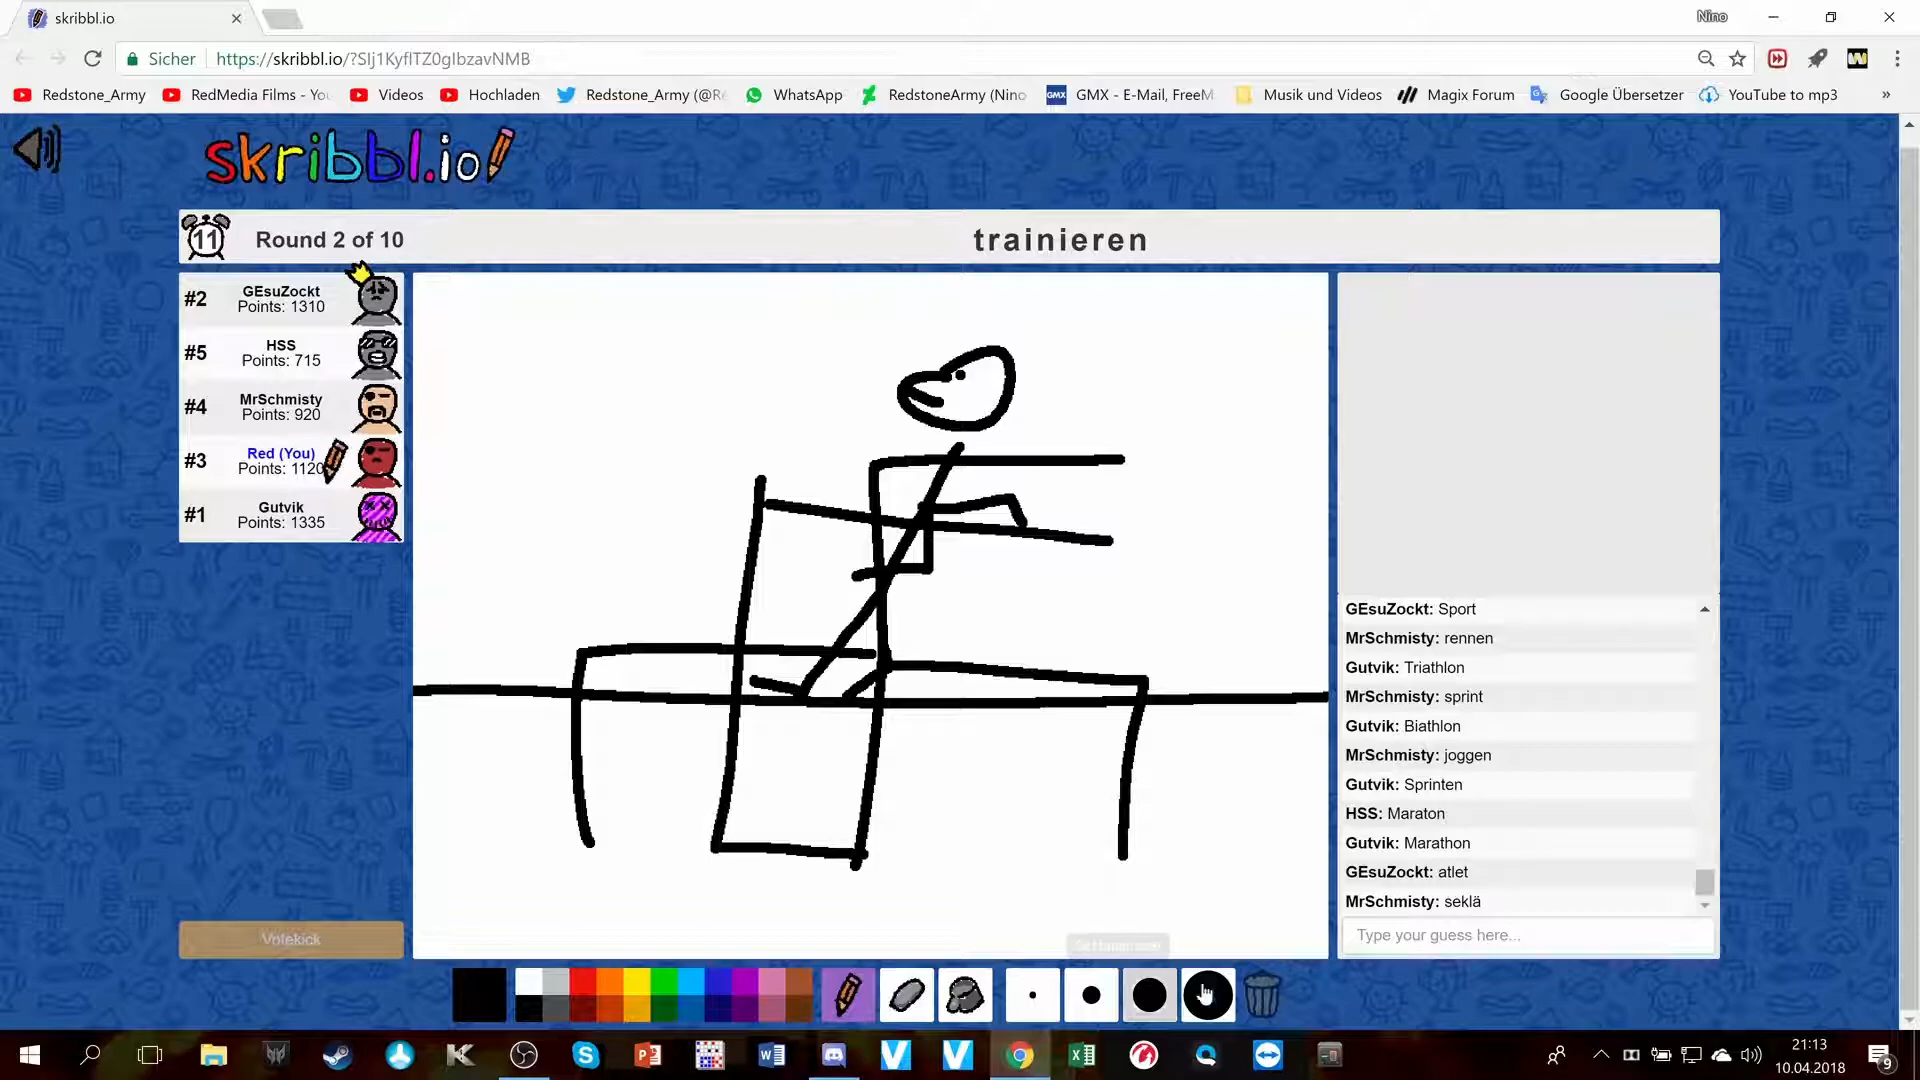 skribbl.io
Nino
Sicher https://skribbl.io/?SIj1KyflTZ0gIbzavNMB
Redstone_Army RedMedia Films - You Videos Hochladen Redstone_Army (@Re WhatsApp RedstoneArmy (Nino GMX - E-Mail, FreeM Musik und Videos Magix Forum Google Übersetzer YouTube to mp3 »
skribbl.io
11 Round 2 of 10 trainieren
#2 GEsuZockt
Points: 1310
#5 HSS
Points: 715
#4 MrSchmisty
Points: 920
#3 Red (You)
Points: 1120
#1 Gutvik
Points: 1335
GEsuZockt: Sport
MrSchmisty: rennen
Gutvik: Triathlon
MrSchmisty: sprint
Gutvik: Biathlon
MrSchmisty: joggen
Gutvik: Sprinten
HSS: Maraton
Gutvik: Marathon
GEsuZockt: atlet
MrSchmisty: seklä
Type your guess here...
Votekick
21:13
10.04.2018
9